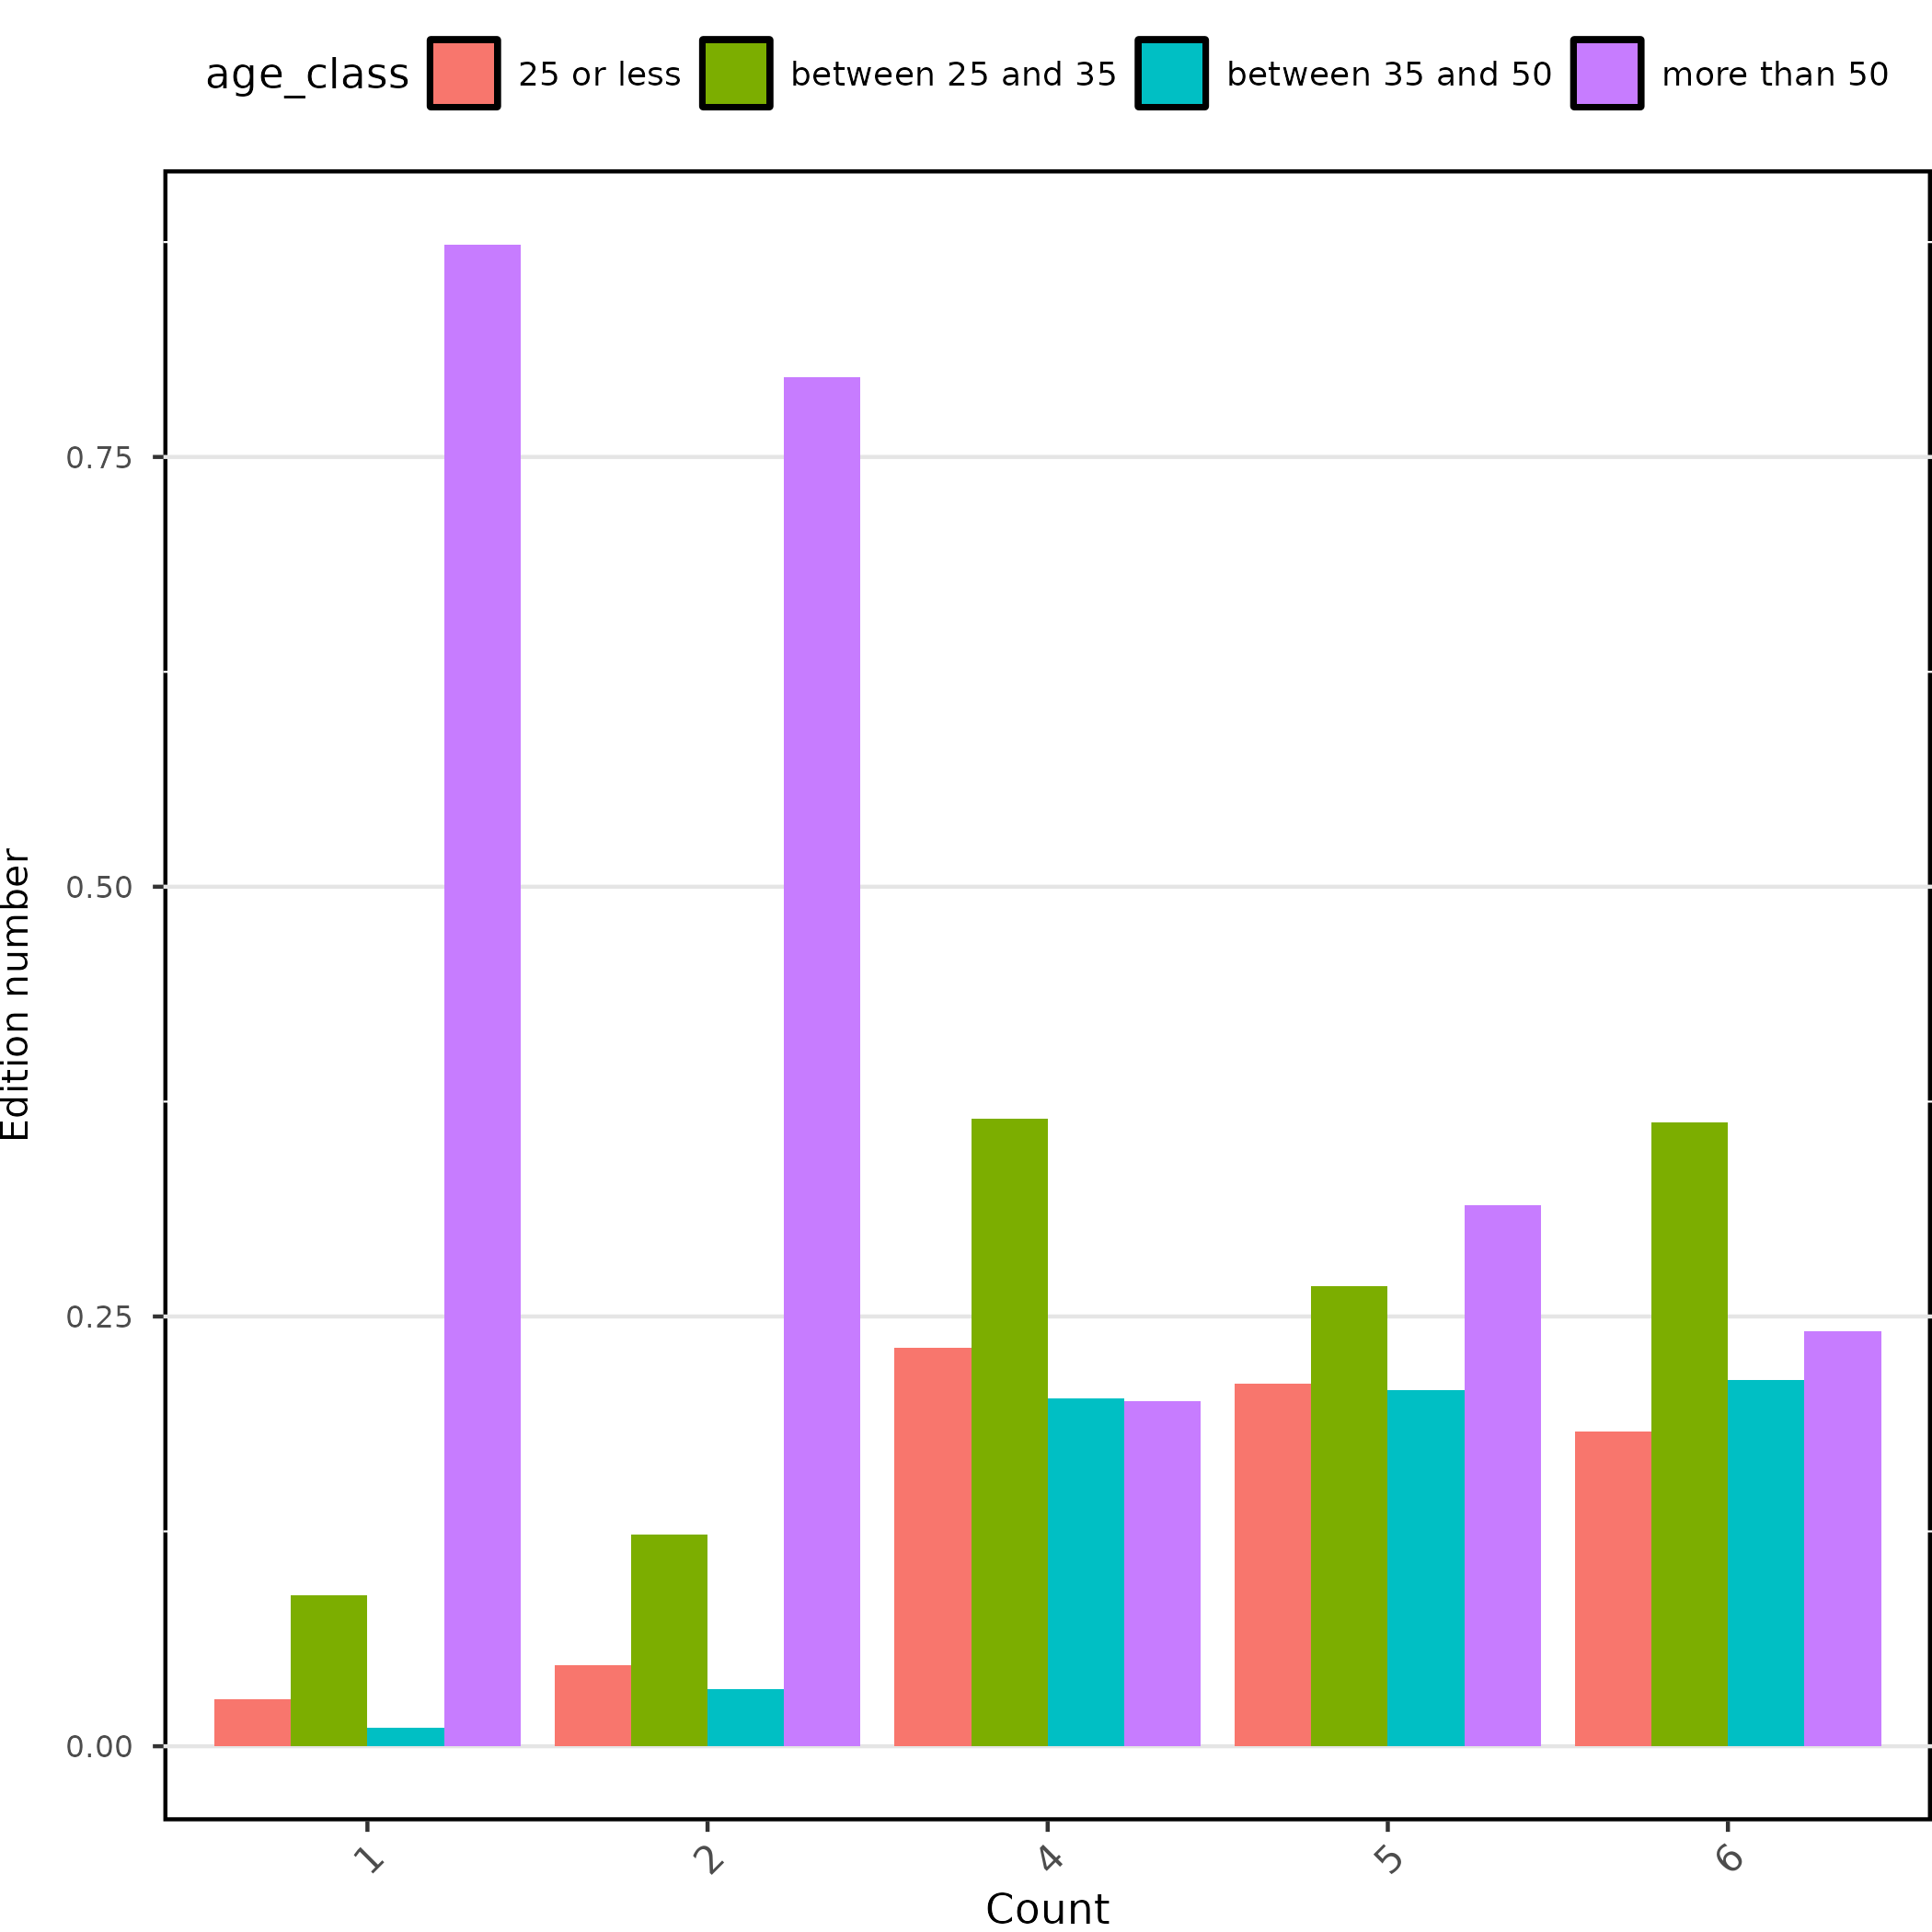 age_class 25 or less between 25 and 35 between 35 and 50 more than 50
0.75
0.50
0.25
0.00
Edition number
1 2 4 5 6
Count